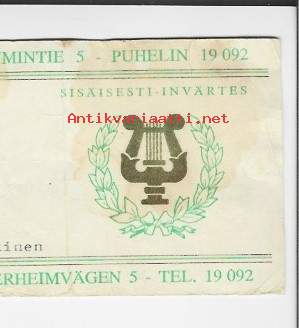 MINTIE 5 - PUHELIN 19 092
SISÄISESTI-INVÄRTES
Antikvariaatti.net
inen
ERHEIMVÄGEN 5 - TEL. 19 092